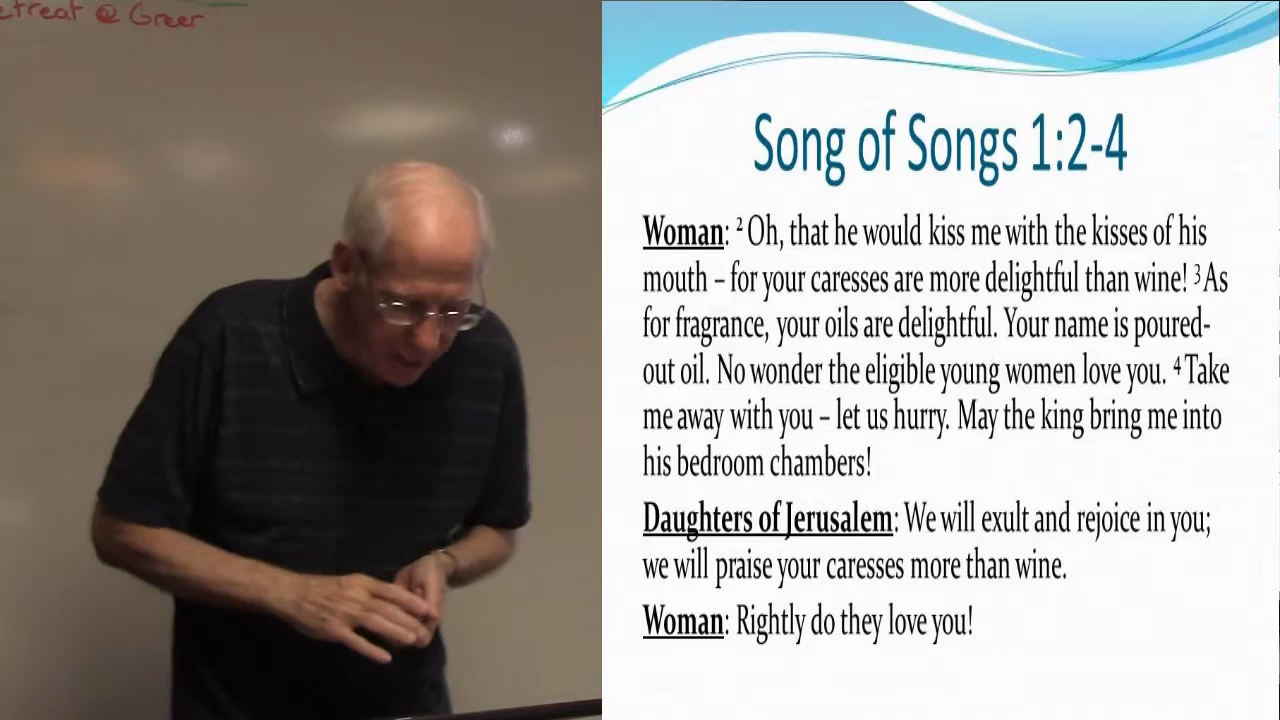 etreat @ Greer
Song of Songs 1:2-4
Woman: ² Oh, that he would kiss me with the kisses of his
mouth – for your caresses are more delightful than wine! ³ As
for fragrance, your oils are delightful. Your name is poured-
out oil. No wonder the eligible young women love you. ⁴ Take
me away with you – let us hurry. May the king bring me into
his bedroom chambers!
Daughters of Jerusalem: We will exult and rejoice in you;
we will praise your caresses more than wine.
Woman: Rightly do they love you!